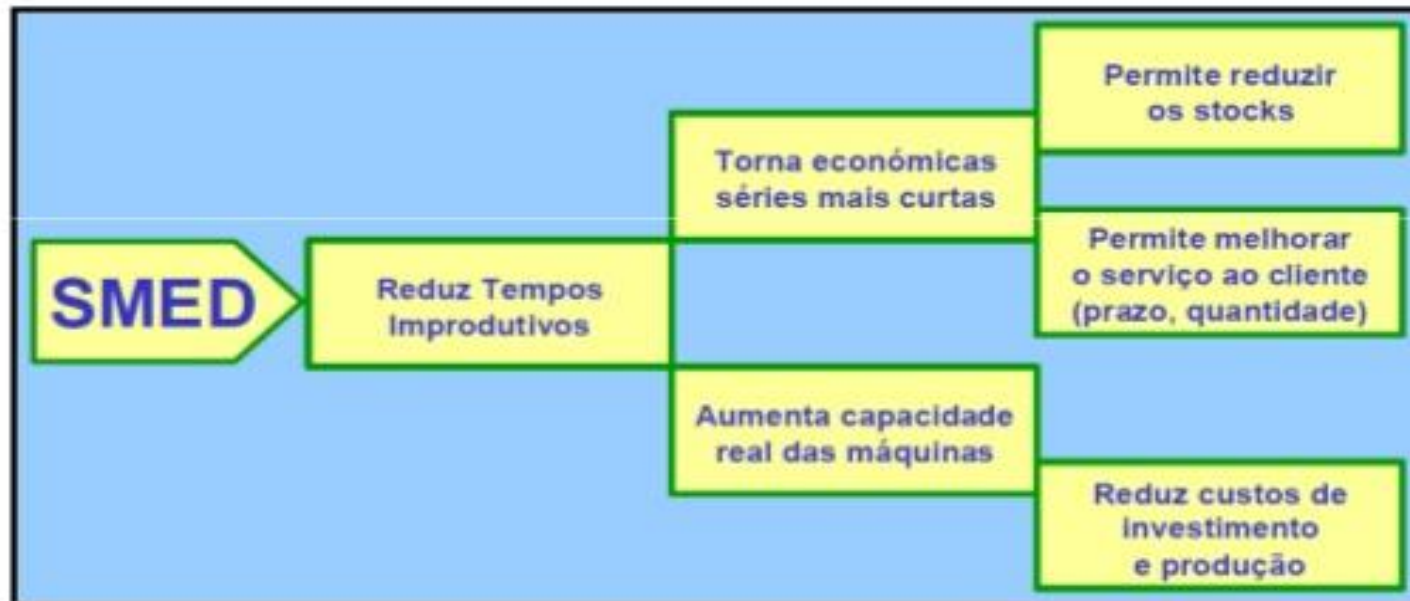 SMED
Reduz Tempos
Improdutivos
Torna económicas
séries mais curtas
Aumenta capacidade
real das máquinas
Permite reduzir
os stocks
Permite melhorar
o serviço ao cliente
(prazo, quantidade)
Reduz custos de
investimento
e produção